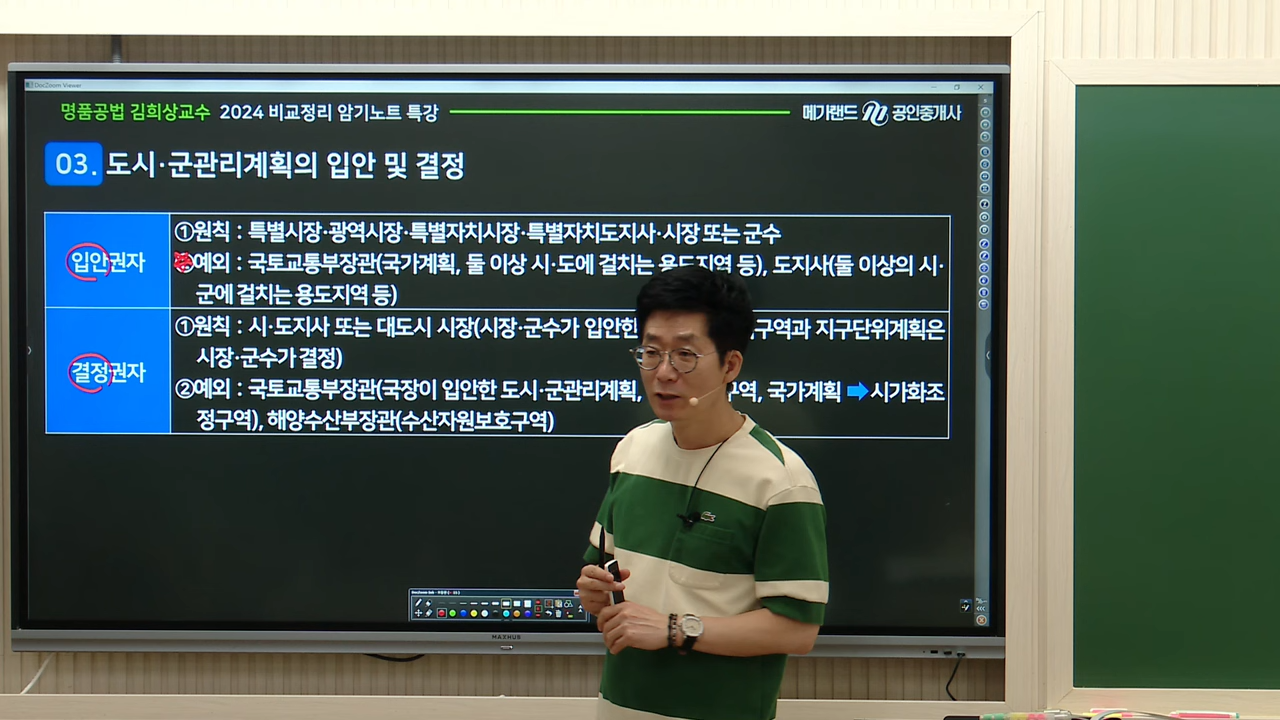 DocZoom Viewer
명품공법 김희상교수 2024 비교정리 암기노트 특강
메가랜드 공인중개사
03. 도시·군관리계획의 입안 및 결정
입안권자
①원칙 : 특별시장·광역시장·특별자치시장·특별자치도지사·시장 또는 군수
예외 : 국토교통부장관(국가계획, 둘 이상 시·도에 걸치는 용도지역 등), 도지사(둘 이상의 시·
군에 걸치는 용도지역 등)
결정권자
①원칙 : 시·도지사 또는 대도시 시장(시장·군수가 입안한 구역과 지구단위계획은
시장·군수가 결정)
②예외 : 국토교통부장관(국장이 입안한 도시·군관리계획, 구역, 국가계획 ➡시가화조
정구역), 해양수산부장관(수산자원보호구역)
MAXHUB